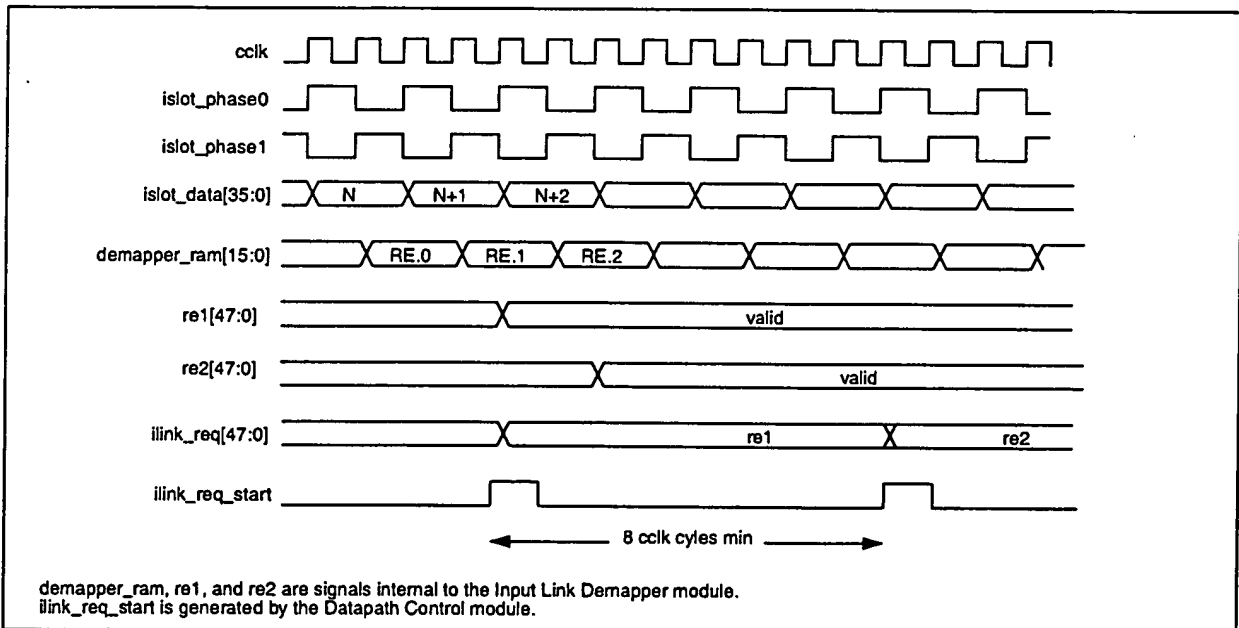 cclk
islot_phase0
islot_phase1
islot_data[35:0] N N+1 N+2
demapper_ram[15:0] RE.0 RE.1 RE.2
re1[47:0] valid
re2[47:0] valid
ilink_req[47:0] re1 re2
ilink_req_start
8 cclk cyles min
demapper_ram, re1, and re2 are signals internal to the Input Link Demapper module.
ilink_req_start is generated by the Datapath Control module.